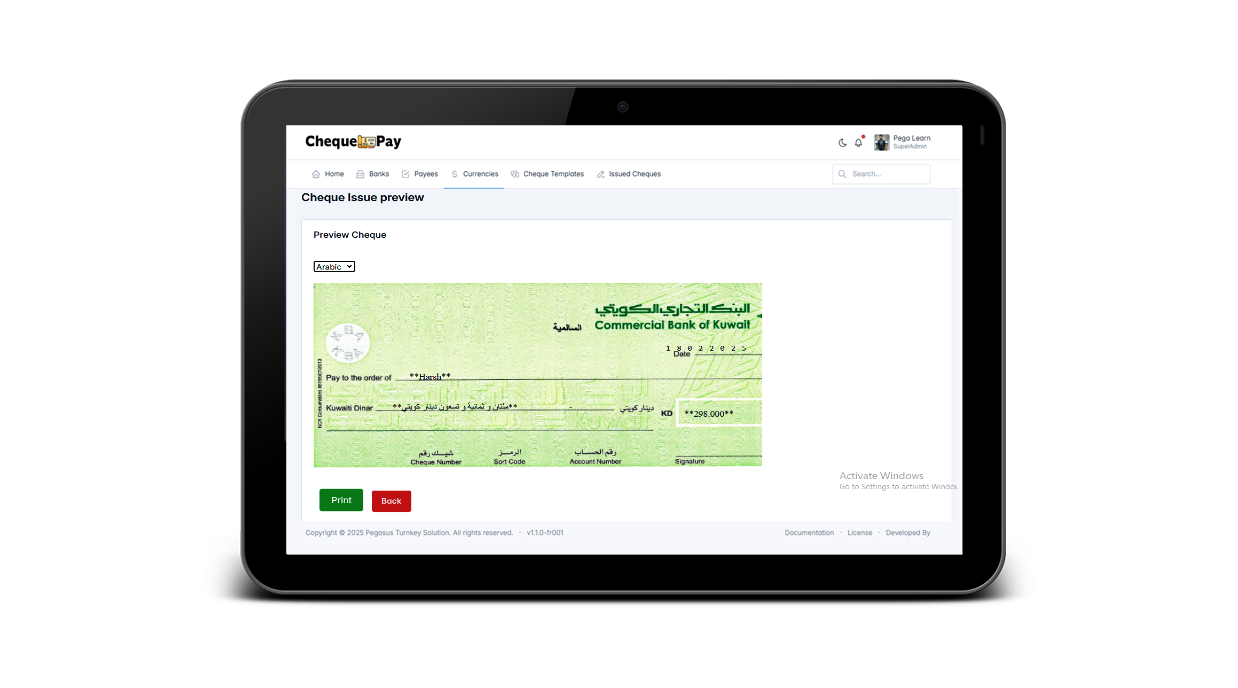 Cheque Pay
Pega Learn
SuperAdmin
Home Banks Payees Currencies Cheque Templates Issued Cheques Search...
Cheque Issue preview
Preview Cheque
Arabic
البنك التجاري الكويتي
السالمية Commercial Bank of Kuwait
1 8 0 2 2 0 2 5
Date
Pay to the order of **Harsh**
Kuwaiti Dinar **مئتان و ثمانية و تسعون دينار كويتي** - دينار كويتي KD **298.000**
شيك رقم الرمز رقم الحساب
Cheque Number Sort Code Account Number Signature
Activate Windows
Go to Settings to activate Window
Print Back
Copyright © 2025 Pegasus Turnkey Solution. All rights reserved. · v1.1.0-fr001 Documentation · License · Developed By